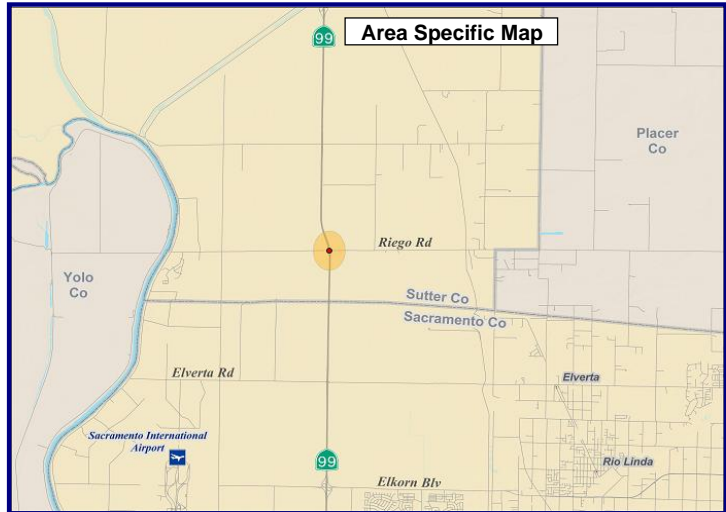 99
Area Specific Map
Placer
Co
Riego Rd
Yolo
Co
Sutter Co
Sacramento Co
Elverta Rd
Elverta
Sacramento International
Airport
99
Rio Linda
Elkorn Blv